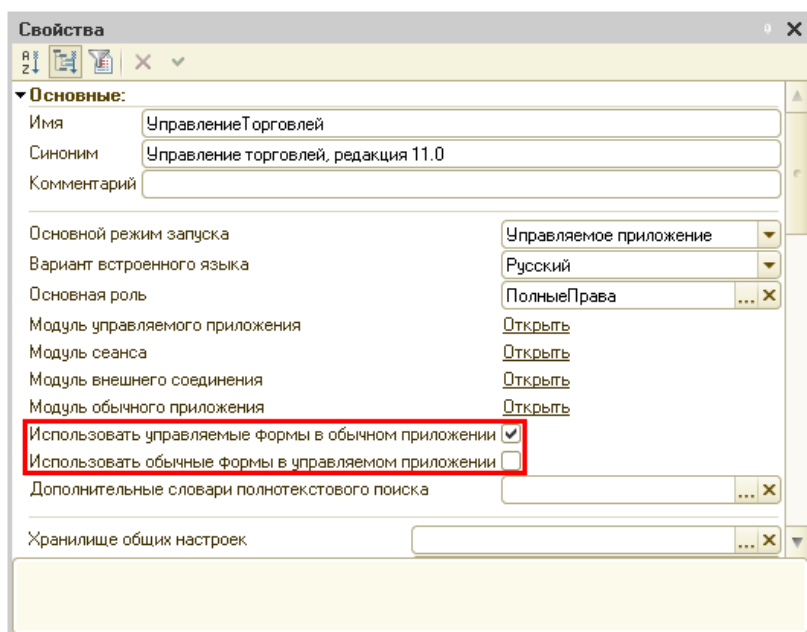 Свойства
Основные:
Имя УправлениеТорговлей
Синоним Управление торговлей, редакция 11.0
Комментарий
Основной режим запуска Управляемое приложение
Вариант встроенного языка Русский
Основная роль ПолныеПрава ...
Модуль управляемого приложения Открыть
Модуль сеанса Открыть
Модуль внешнего соединения Открыть
Модуль обычного приложения Открыть
Использовать управляемые формы в обычном приложении
Использовать обычные формы в управляемом приложении
Дополнительные словари полнотекстового поиска ...
Хранилище общих настроек ...